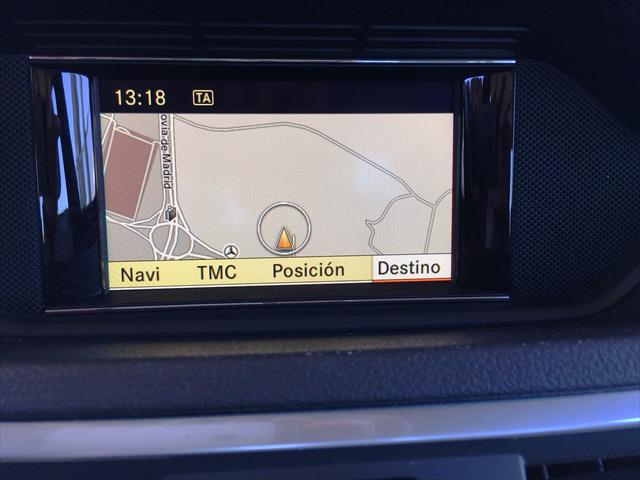 13:18 TA
ovia de Madrid
Navi TMC Posición Destino